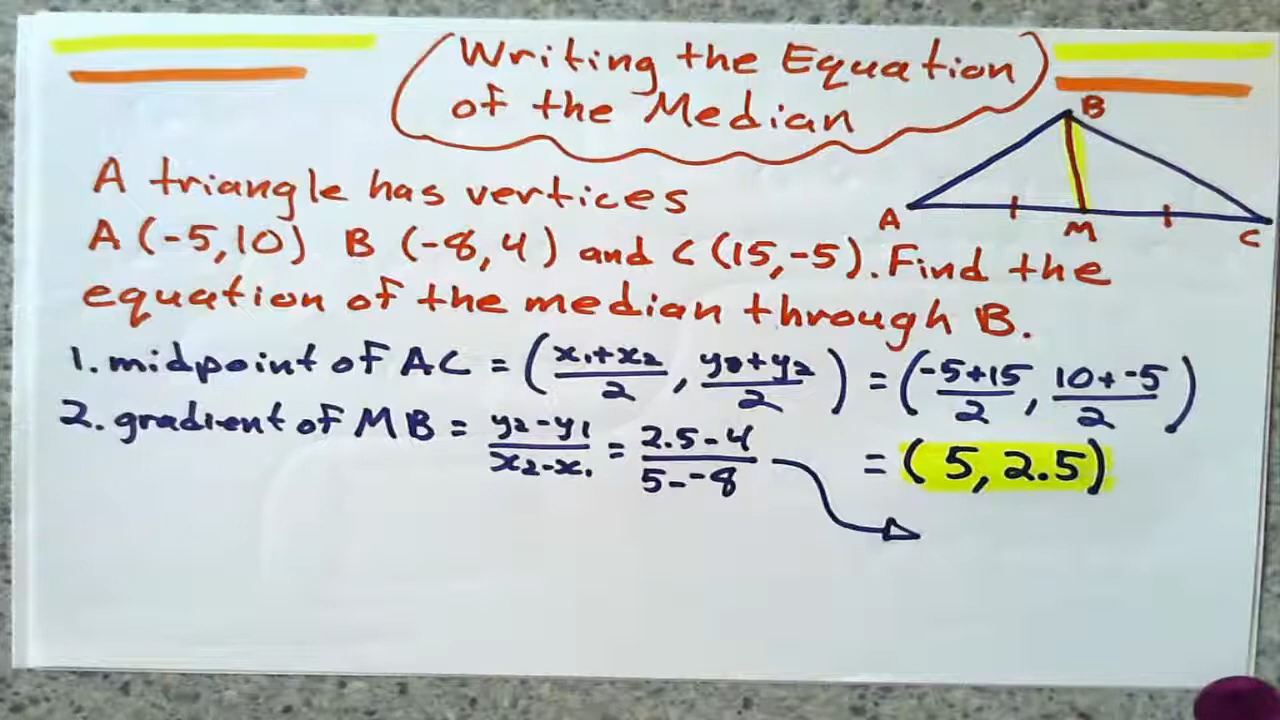 Writing the Equation
of the Median
B
A
M
C
A triangle has vertices
A (-5,10) B (-8,4) and C (15,-5). Find the
equation of the median through B.
1. midpoint of AC = (x₁+x₂/2, y₁+y₂/2) = (-5+15/2, 10+-5/2)
2. gradient of MB = y₂-y₁/x₂-x₁ = 2.5-4/5--8
= (5, 2.5)